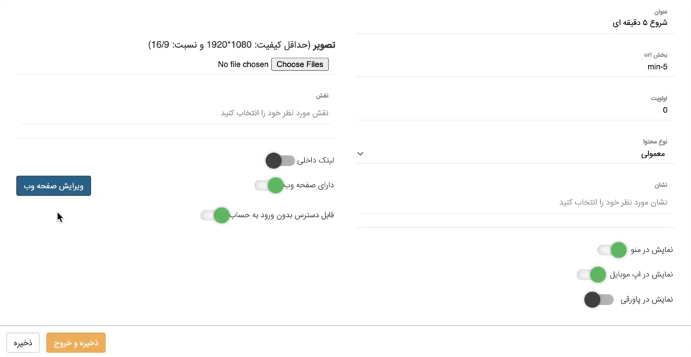 عنوان
شروع ۵ دقیقه ای
بخش url
min-5
اولویت
0
نوع محتوا
معمولی
نشان
نشان مورد نظر خود را انتخاب کنید
نمایش در منو
نمایش در اپ موبایل
نمایش در پاورقی
تصویر (حداقل کیفیت: 1080*1920 و نسبت: 16/9)
Choose Files No file chosen
نقش
نقش مورد نظر خود را انتخاب کنید
لینک داخلی
دارای صفحه وب
ویرایش صفحه وب
قابل دسترس بدون ورود به حساب
ذخیره و خروج
ذخیره